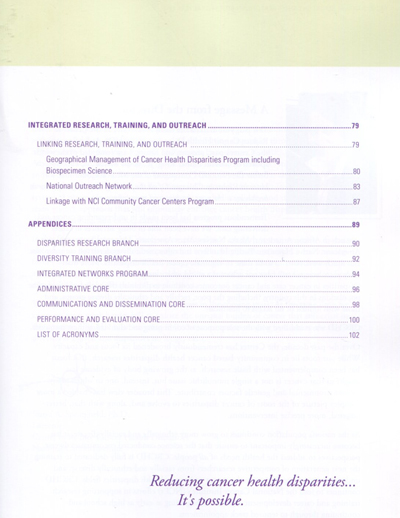 INTEGRATED RESEARCH, TRAINING, AND OUTREACH ........ 79
LINKING RESEARCH, TRAINING, AND OUTREACH ........ 79
Geographical Management of Cancer Health Disparities Program including
Biospecimen Science ........ 80
National Outreach Network ........ 83
Linkage with NCI Community Cancer Centers Program ........ 87
APPENDICES ........ 89
DISPARITIES RESEARCH BRANCH ........ 90
DIVERSITY TRAINING BRANCH ........ 92
INTEGRATED NETWORKS PROGRAM ........ 94
ADMINISTRATIVE CORE ........ 96
COMMUNICATIONS AND DISSEMINATION CORE ........ 98
PERFORMANCE AND EVALUATION CORE ........ 100
LIST OF ACRONYMS ........ 102
Reducing cancer health disparities...
It's possible.